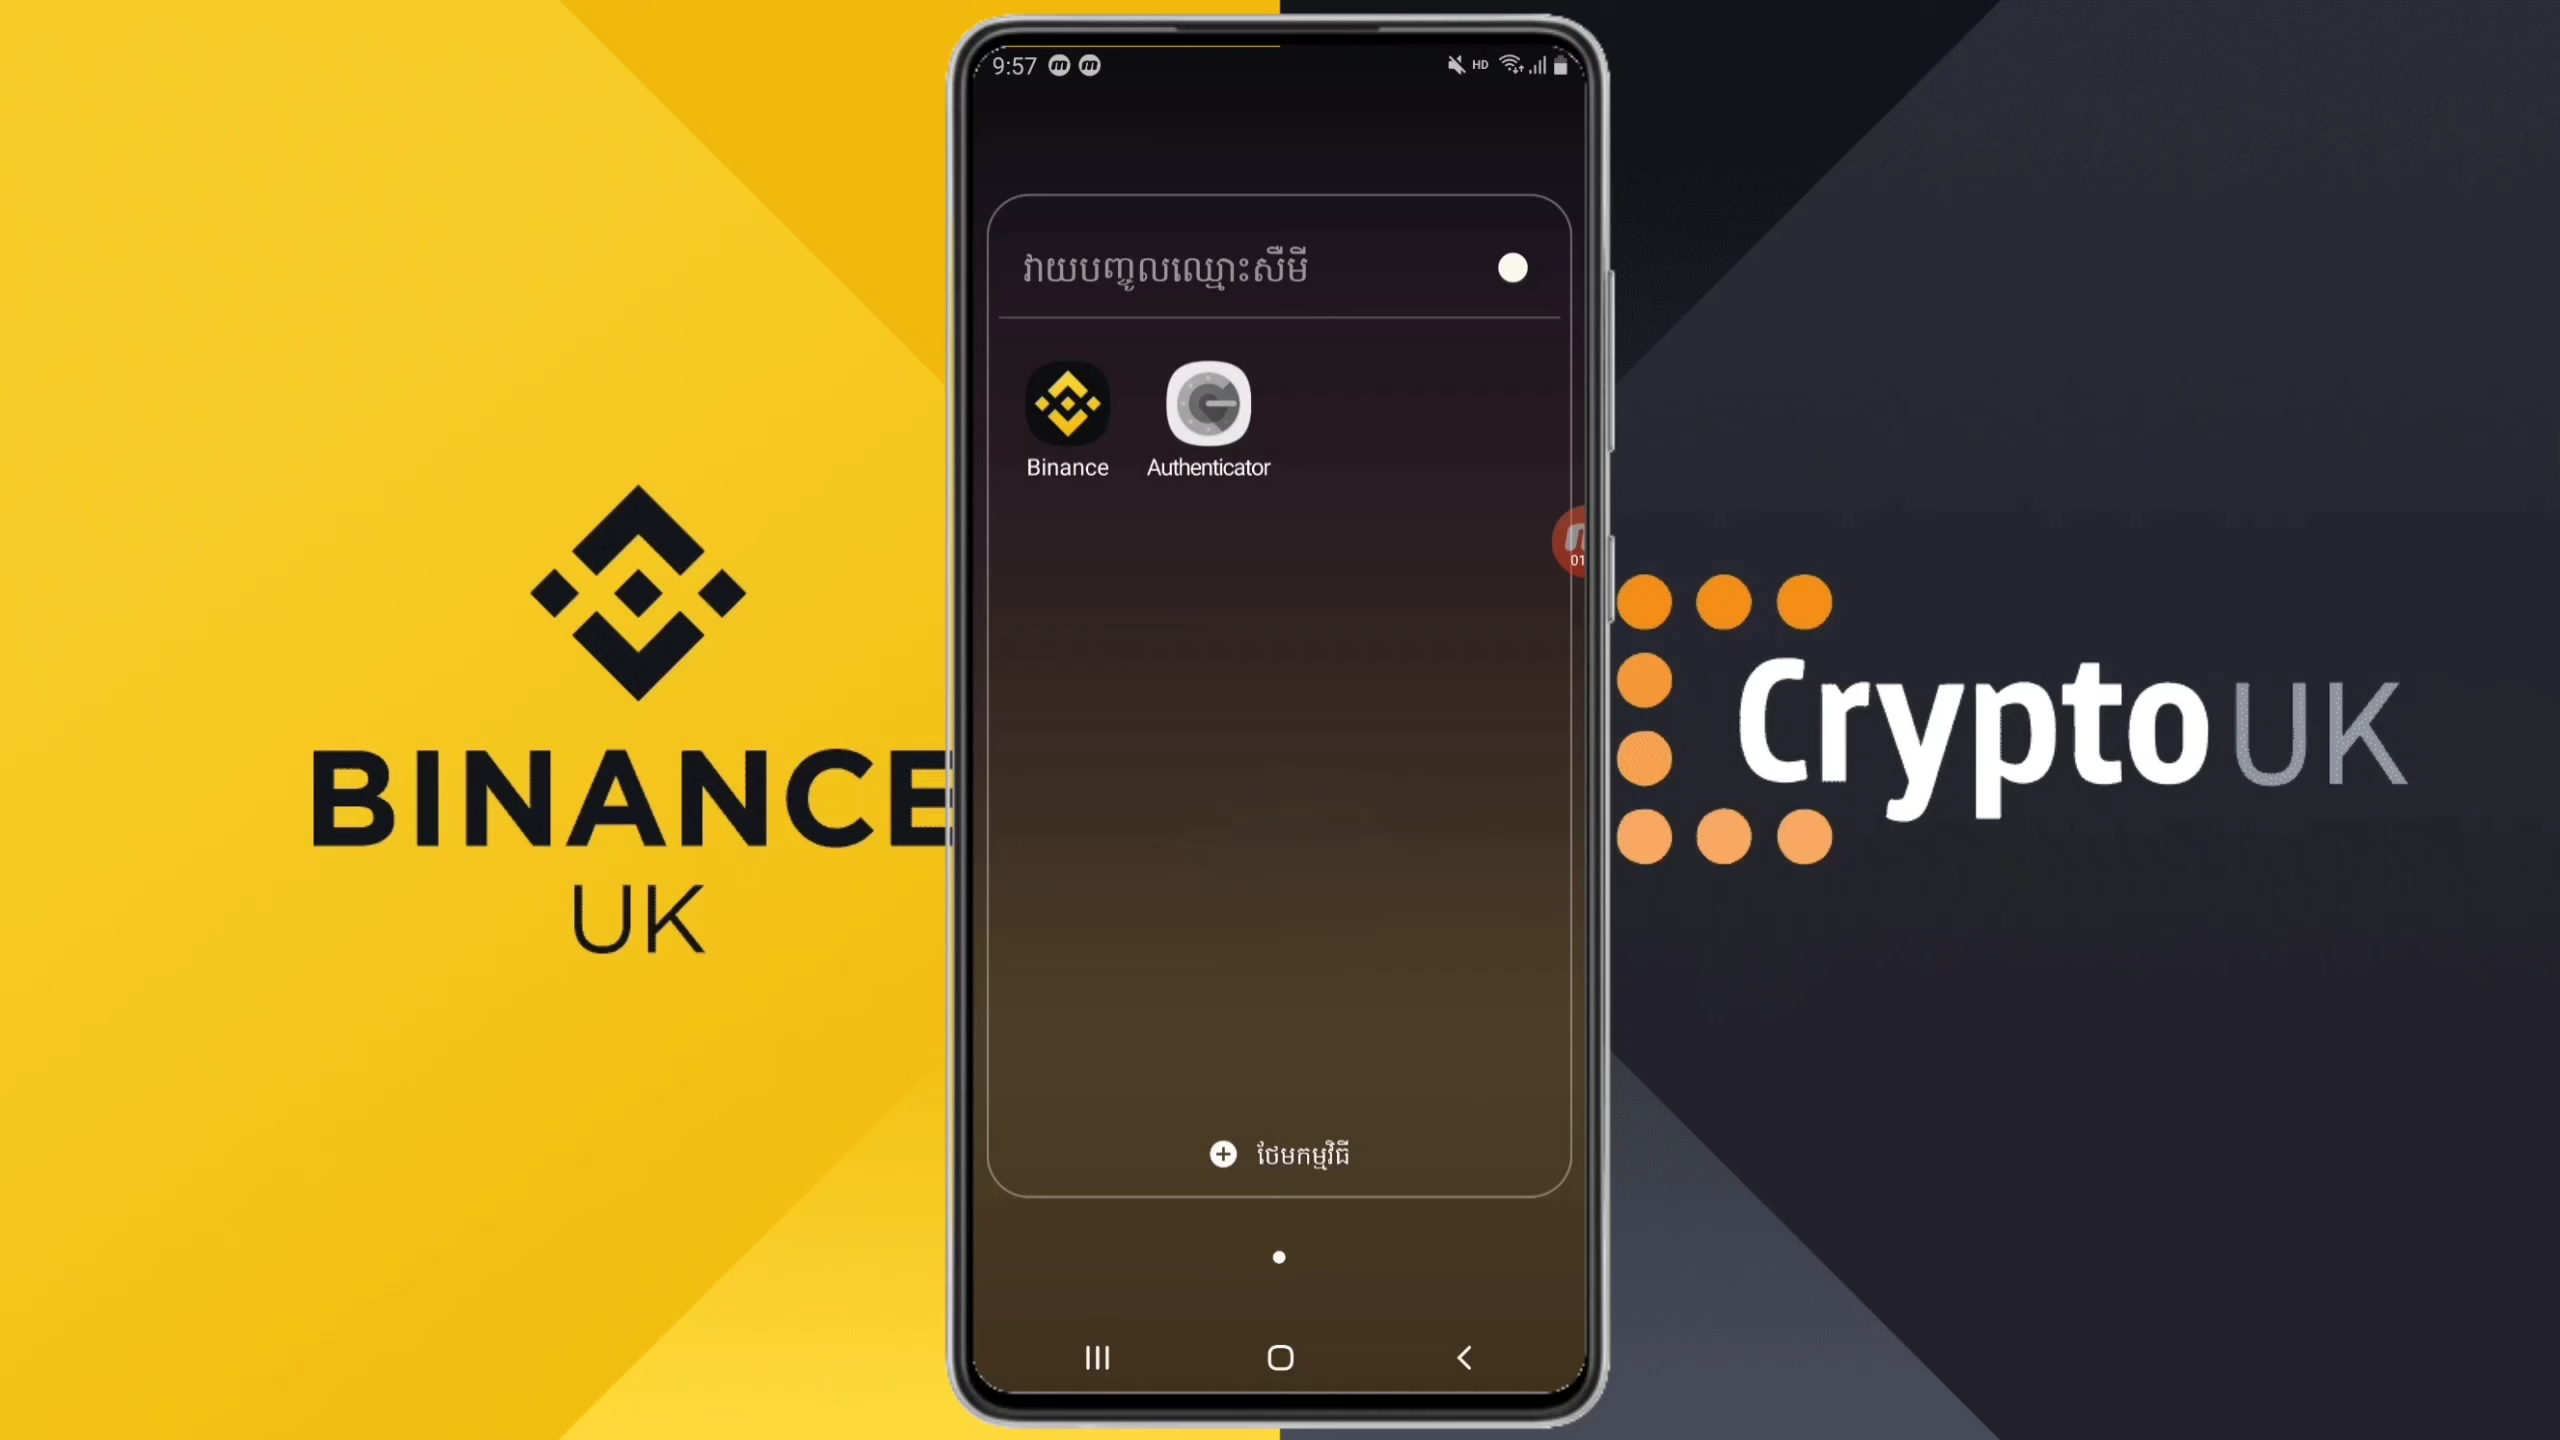 9:57
HD
វាយបញ្ចូលឈ្មោះសឺមី
Binance
Authenticator
01
ថែមកម្មវិធី
BINANCE
UK
Crypto UK